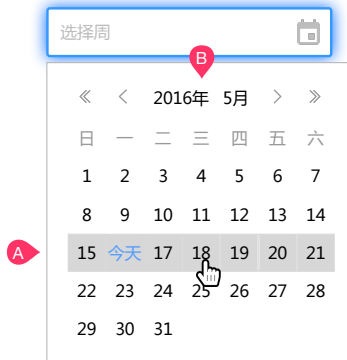 选择周
B
« < 2016年 5月 > »
日 一 二 三 四 五 六
1 2 3 4 5 6 7
8 9 10 11 12 13 14
A 15 今天 17 18 19 20 21
22 23 24 25 26 27 28
29 30 31